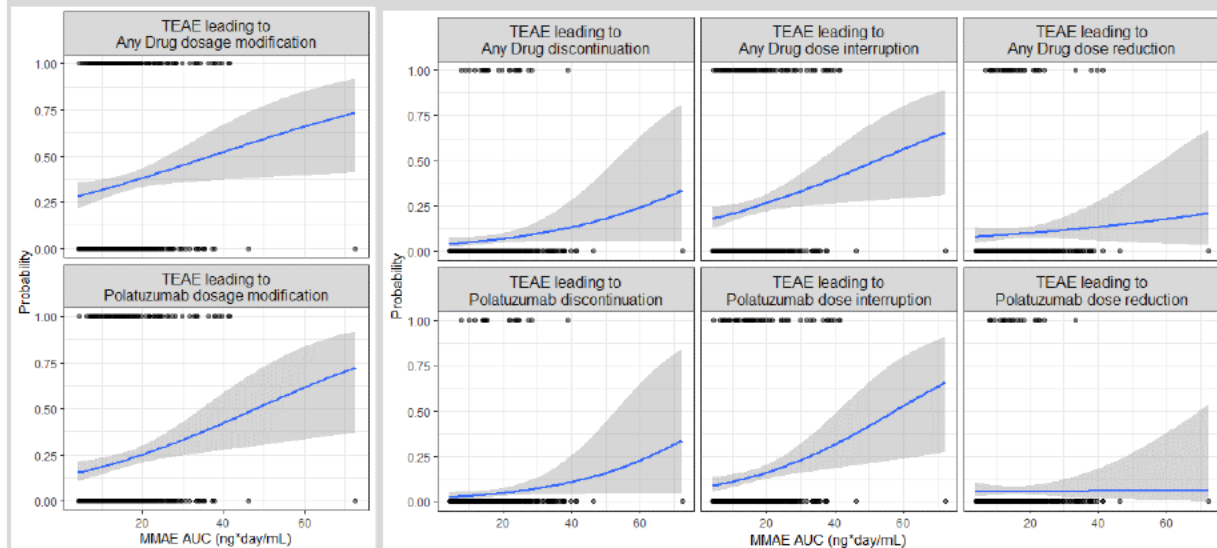 TEAE leading to
Any Drug dosage modification
1.00
0.75
0.50
0.25
0.00
TEAE leading to
Polatuzumab dosage modification
1.00
0.75
0.50
0.25
0.00
Probability
20
40
60
MMAE AUC (ng*day/mL)
TEAE leading to
Any Drug discontinuation
TEAE leading to
Any Drug dose interruption
TEAE leading to
Any Drug dose reduction
1.00
0.75
0.50
0.25
0.00
TEAE leading to
Polatuzumab discontinuation
TEAE leading to
Polatuzumab dose interruption
TEAE leading to
Polatuzumab dose reduction
1.00
0.75
0.50
0.25
0.00
Probability
20
40
60
20
40
60
20
40
60
MMAE AUC (ng*day/mL)